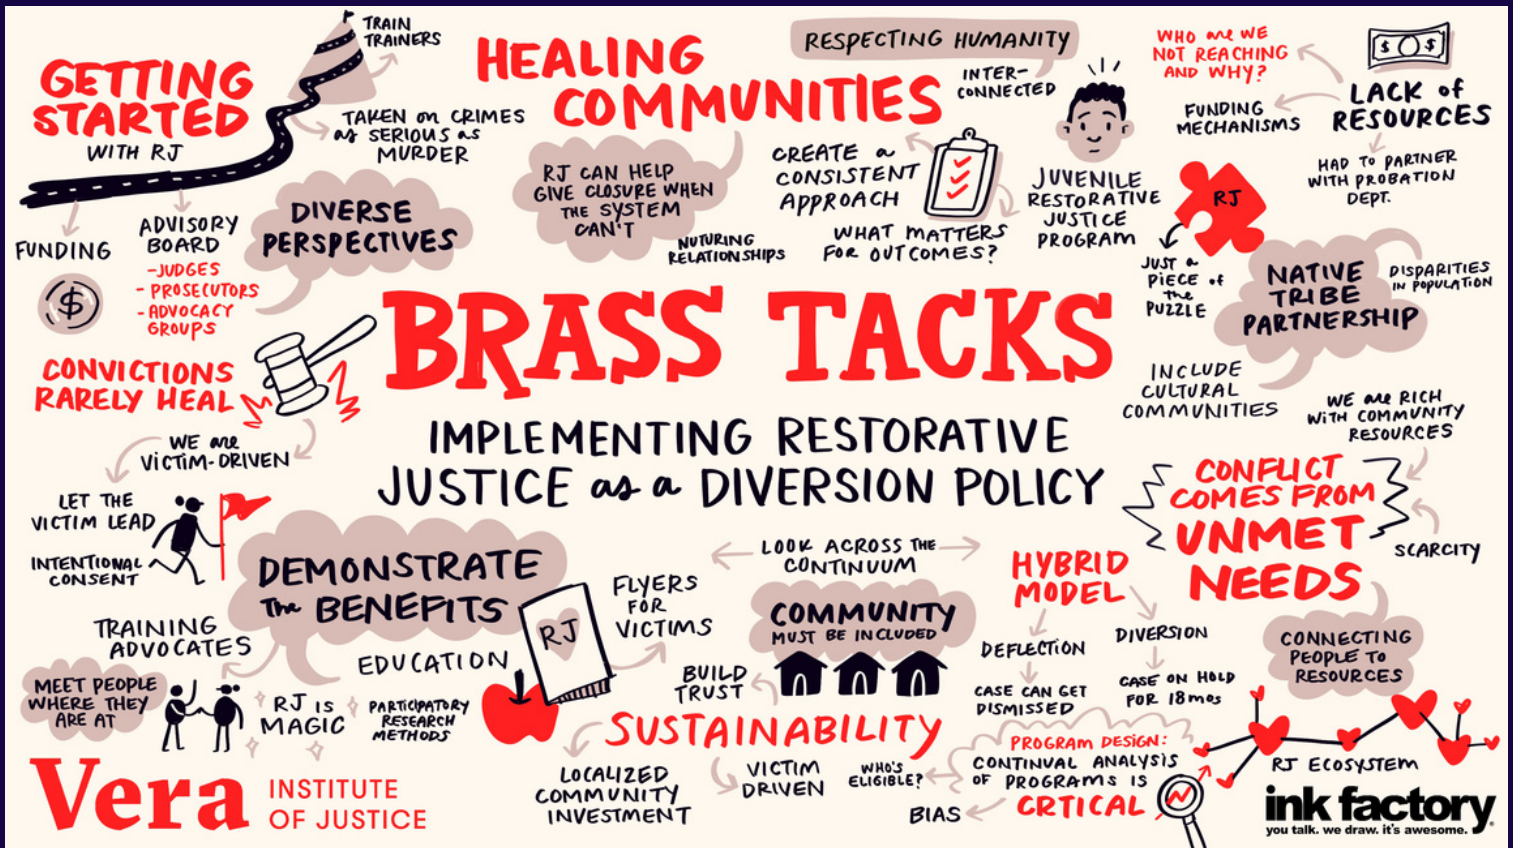 GETTING
STARTED
WITH RJ
TRAIN
TRAINERS
TAKEN on CRIMES
as SERIOUS as
MURDER
FUNDING
$
ADVISORY
BOARD
-JUDGES
- PROSECUTORS
- ADVOCACY
GROUPS
DIVERSE
PERSPECTIVES
HEALING
COMMUNITIES
RESPECTING HUMANITY
INTER-
CONNECTED
RJ CAN HELP
GIVE CLOSURE WHEN
THE SYSTEM
CAN'T
NUTURING
RELATIONSHIPS
CREATE a
CONSISTENT
APPROACH
WHAT MATTERS
FOR OUTCOMES?
JUVENILE
RESTORATIVE
JUSTICE
PROGRAM
WHO are WE
NOT REACHING
AND WHY?
$ $
LACK of
RESOURCES
FUNDING
MECHANISMS
HAD TO PARTNER
WITH PROBATION
DEPT.
RJ
JUST a
PIECE of
the
PUZZLE
NATIVE
TRIBE
PARTNERSHIP
DISPARITIES
IN POPULATION
INCLUDE
CULTURAL
COMMUNITIES
BRASS TACKS
IMPLEMENTING RESTORATIVE
JUSTICE as a DIVERSION POLICY
CONVICTIONS
RARELY HEAL
WE are
VICTIM-DRIVEN
LET THE
VICTIM LEAD
INTENTIONAL
CONSENT
DEMONSTRATE
the BENEFITS
TRAINING
ADVOCATES
MEET PEOPLE
WHERE THEY
ARE AT
RJ IS
MAGIC
EDUCATION
PARTICIPATORY
RESEARCH
METHODS
RJ
FLYERS
FOR
VICTIMS
LOOK ACROSS THE
CONTINUUM
COMMUNITY
MUST BE INCLUDED
BUILD
TRUST
SUSTAINABILITY
LOCALIZED
COMMUNITY
INVESTMENT
VICTIM
DRIVEN
HYBRID
MODEL
DEFLECTION
CASE CAN GET
DISMISSED
DIVERSION
CASE ON HOLD
FOR 18mos
PROGRAM DESIGN:
CONTINUAL ANALYSIS
OF PROGRAMS IS
CRTICAL
WHO'S
ELIGIBLE?
BIAS
WE are RICH
WITH COMMUNITY
RESOURCES
CONFLICT
COMES FROM
UNMET
NEEDS
SCARCITY
CONNECTING
PEOPLE TO
RESOURCES
RJ ECOSYSTEM
Vera INSTITUTE
OF JUSTICE
ink factory
you talk. we draw. it's awesome.